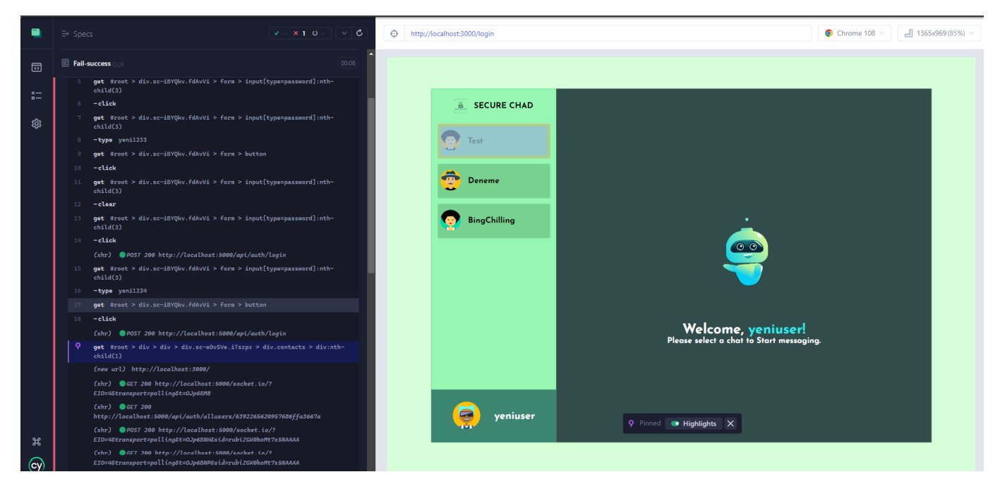 Specs
✓ -- ✕ 1 --
Fail-success cy.js
00:08
5 get #root > div.sc-iBYQkv.fdAvVi > form > input[type=password]:nth-
child(3)
6 -click
7 get #root > div.sc-iBYQkv.fdAvVi > form > input[type=password]:nth-
child(3)
8 -type yeni1233
9 get #root > div.sc-iBYQkv.fdAvVi > form > button
10 -click
11 get #root > div.sc-iBYQkv.fdAvVi > form > input[type=password]:nth-
child(3)
12 -clear
13 get #root > div.sc-iBYQkv.fdAvVi > form > input[type=password]:nth-
child(3)
14 -click
(xhr) POST 200 http://localhost:5000/api/auth/login
15 get #root > div.sc-iBYQkv.fdAvVi > form > input[type=password]:nth-
child(3)
16 -type yeni1234
17 get #root > div.sc-iBYQkv.fdAvVi > form > button
18 -click
(xhr) POST 200 http://localhost:5000/api/auth/login
get #root > div > div > div.sc-eDvSVe.iTszpx > div.contacts > div:nth-
child(1)
(new url) http://localhost:3000/
(xhr) GET 200 http://localhost:5000/socket.io/?
EIO=4&transport=polling&t=OJp6BM8
(xhr) GET 200
http://localhost:5000/api/auth/allusers/6392265620957686ffa3667a
(xhr) POST 200 http://localhost:5000/socket.io/?
EIO=4&transport=polling&t=OJp6BNH&sid=rubiZGK0hoMt7x5NAAAA
(xhr) GET 200 http://localhost:5000/socket.io/?
EIO=4&transport=polling&t=OJp6BNP&sid=rubiZGK0hoMt7x5NAAAA
cy
http://localhost:3000/login
Chrome 108
1365x969 (85%)
SECURE CHAD
Test
Deneme
BingChilling
yeniuser
Welcome, yeniuser!
Please select a chat to Start messaging.
Pinned Highlights